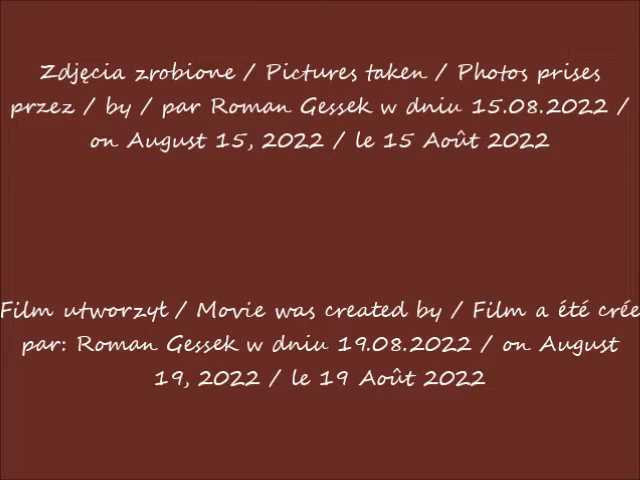 Zdjęcia zrobione / Pictures taken / Photos prises
przez / by / par Roman Gessek w dniu 15.08.2022 /
on August 15, 2022 / le 15 Août 2022
Film utworzył / Movie was created by / Film a été crée
par: Roman Gessek w dniu 19.08.2022 / on August
19, 2022 / le 19 Août 2022